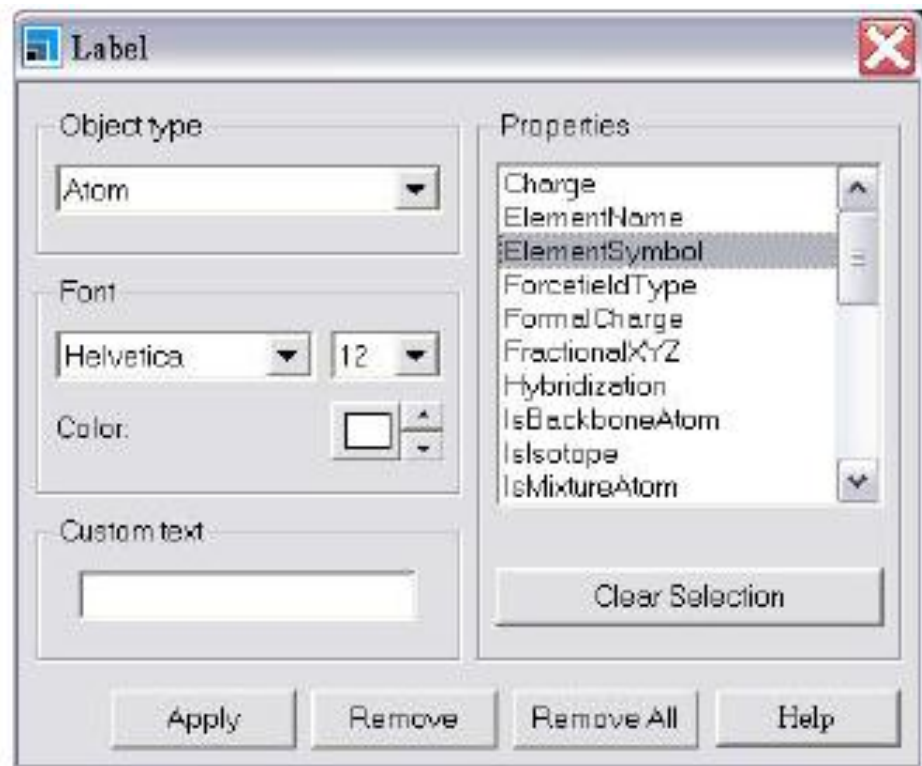 Label
Object type
Atom
Font
Helvetica 12
Color:
Custom text
Properties
Charge
ElementName
ElementSymbol
ForcefieldType
FormalCharge
FractionalXYZ
Hybridization
IsBackboneAtom
IsIsotope
IsMixtureAtom
Clear Selection
Apply Remove Remove All Help